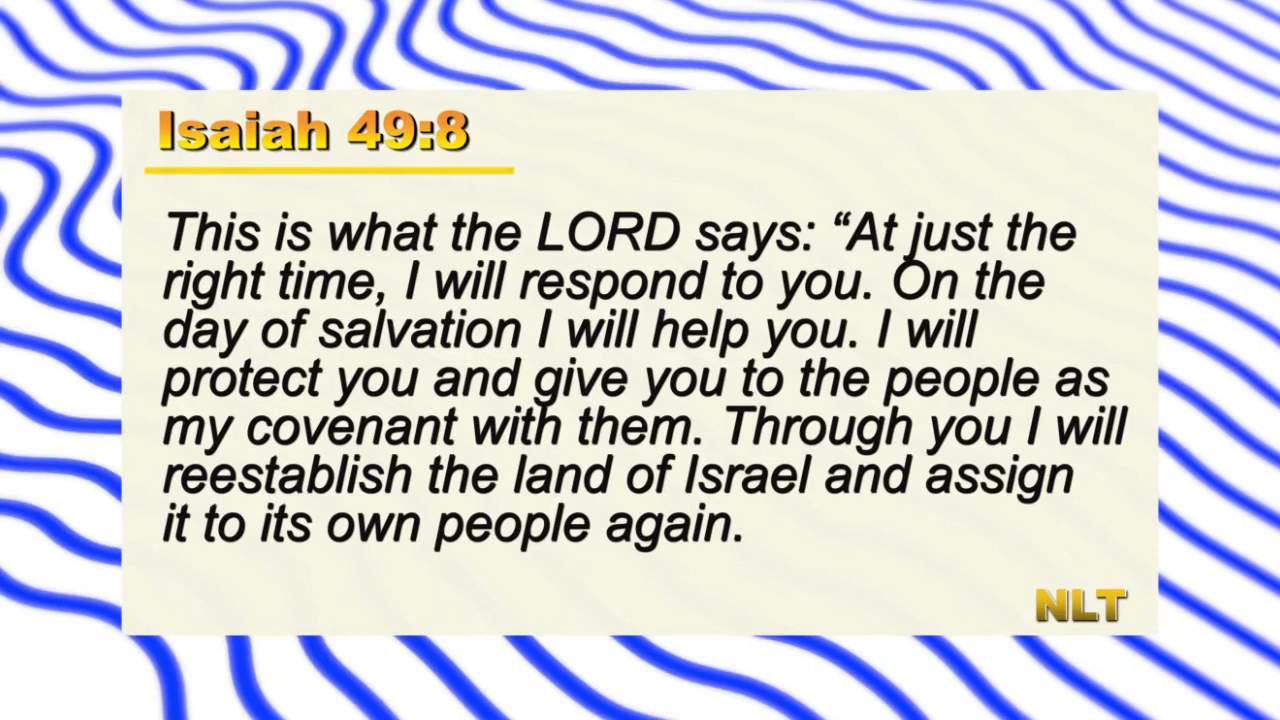 Isaiah 49:8
This is what the LORD says: “At just the
right time, I will respond to you. On the
day of salvation I will help you. I will
protect you and give you to the people as
my covenant with them. Through you I will
reestablish the land of Israel and assign
it to its own people again.
NLT